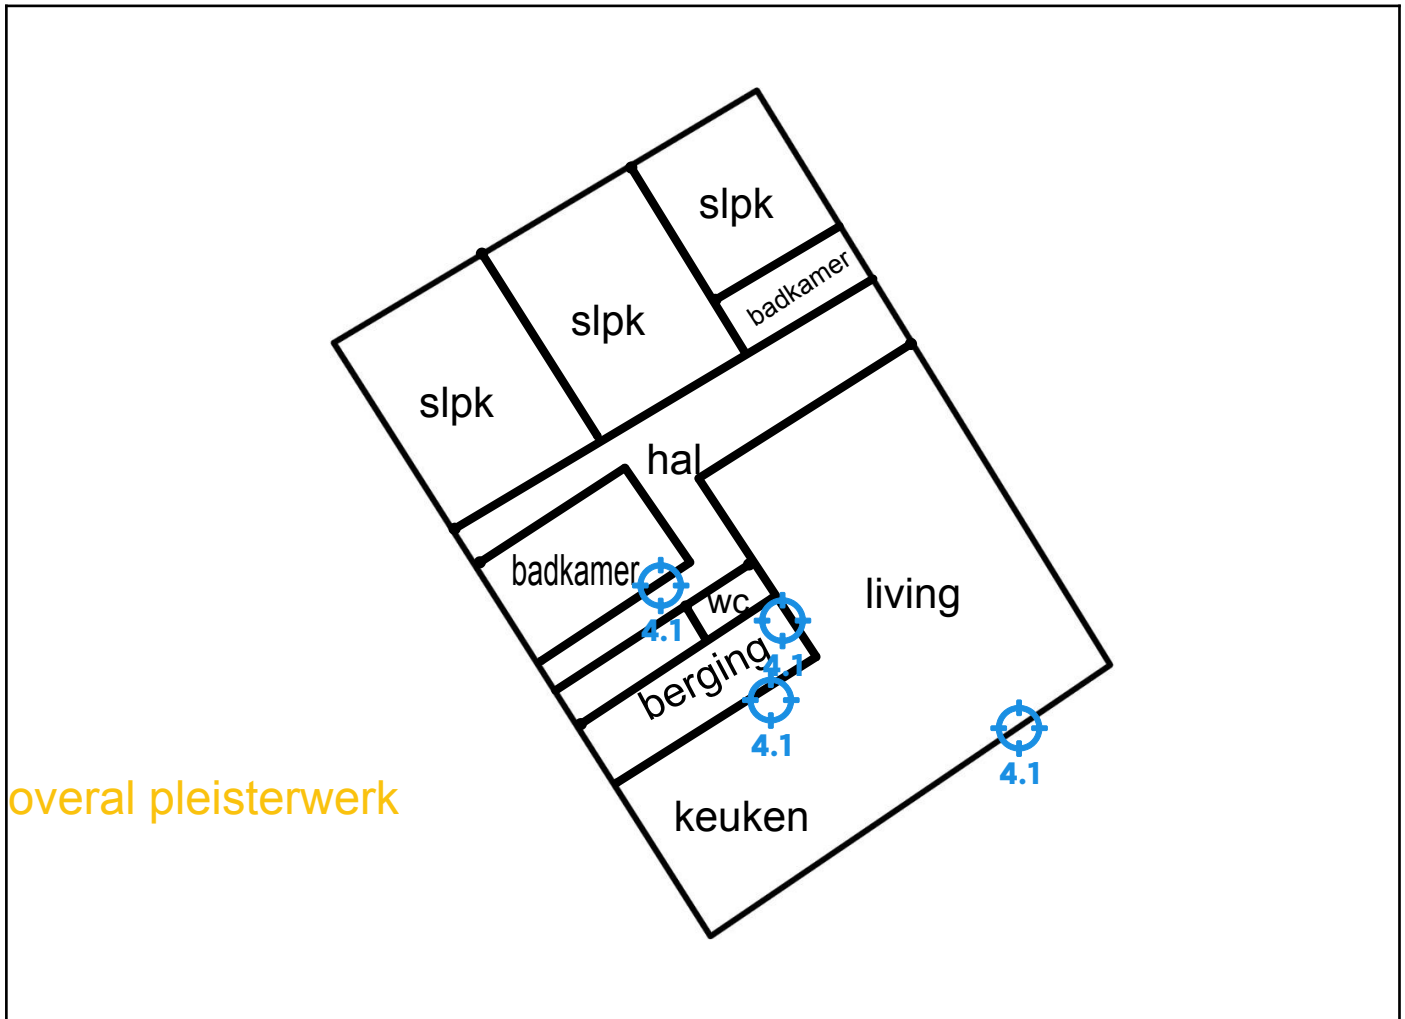 slpk
badkamer
slpk
slpk
hal
badkamer
living
wc
4.1
berging
4.1
4.1
4.1
overal pleisterwerk
keuken